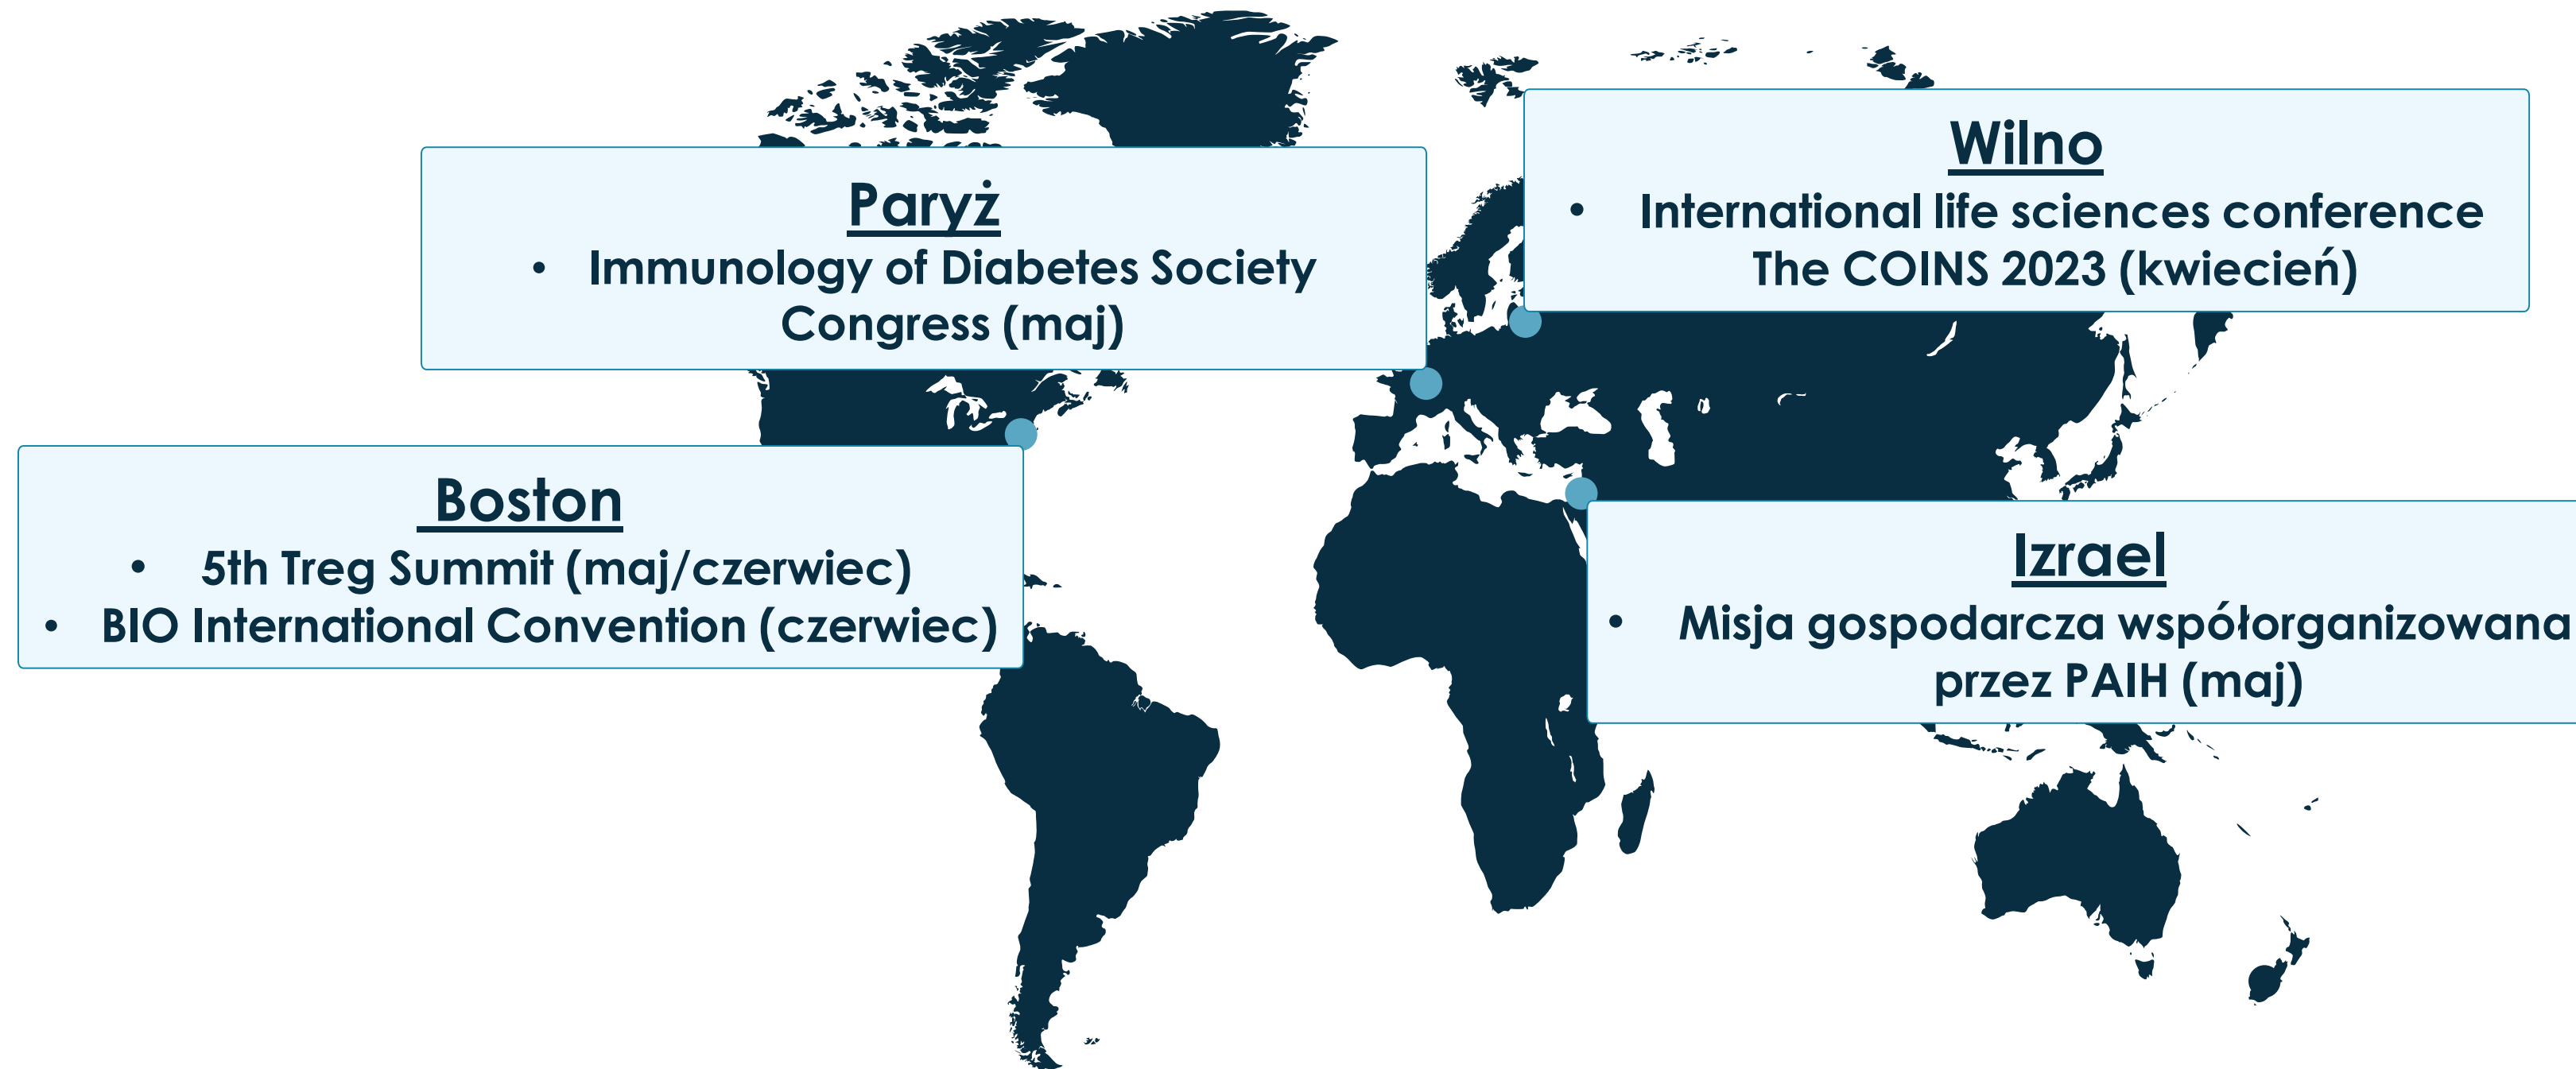 Wilno
• International life sciences conference
The COINS 2023 (kwiecień)
Paryż
• Immunology of Diabetes Society
Congress (maj)
Boston
• 5th Treg Summit (maj/czerwiec)
• BIO International Convention (czerwiec)
Izrael
• Misja gospodarcza współorganizowana
przez PAIH (maj)